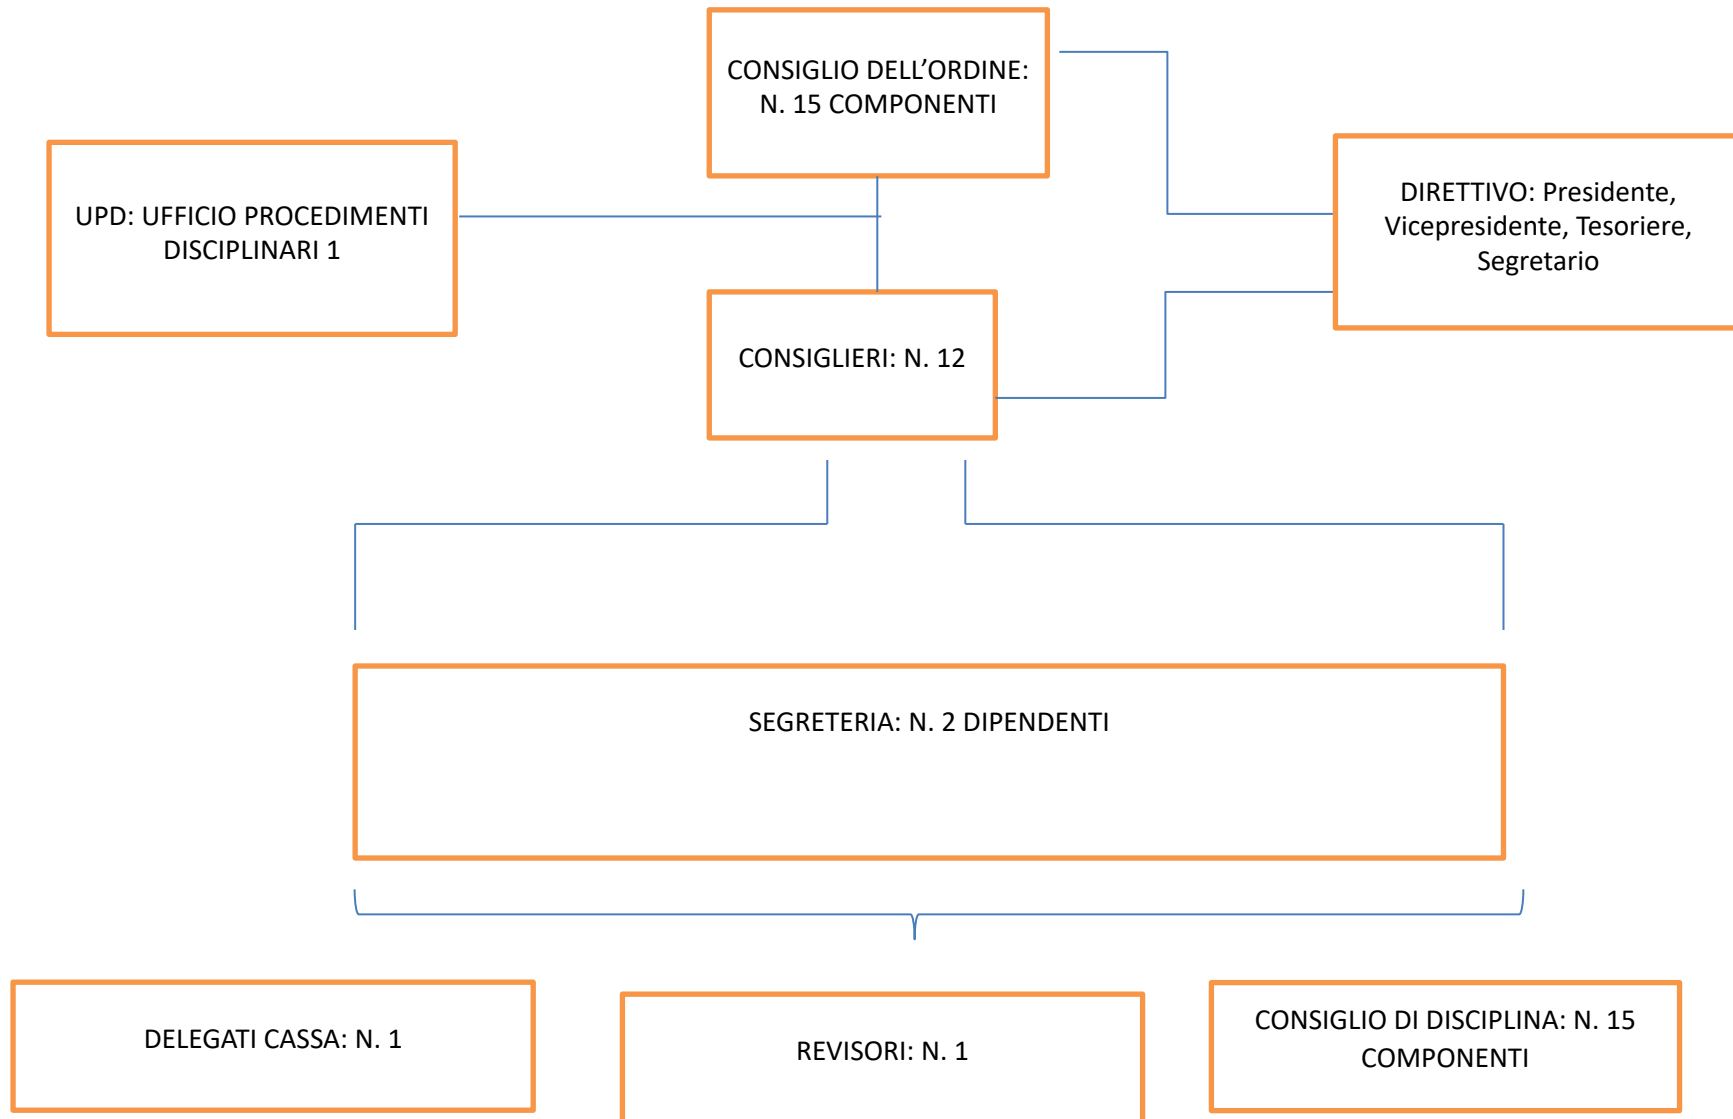 CONSIGLIO DELL’ORDINE:
N. 15 COMPONENTI
UPD: UFFICIO PROCEDIMENTI
DISCIPLINARI 1
DIRETTIVO: Presidente,
Vicepresidente, Tesoriere,
Segretario
CONSIGLIERI: N. 12
SEGRETERIA: N. 2 DIPENDENTI
DELEGATI CASSA: N. 1
REVISORI: N. 1
CONSIGLIO DI DISCIPLINA: N. 15
COMPONENTI